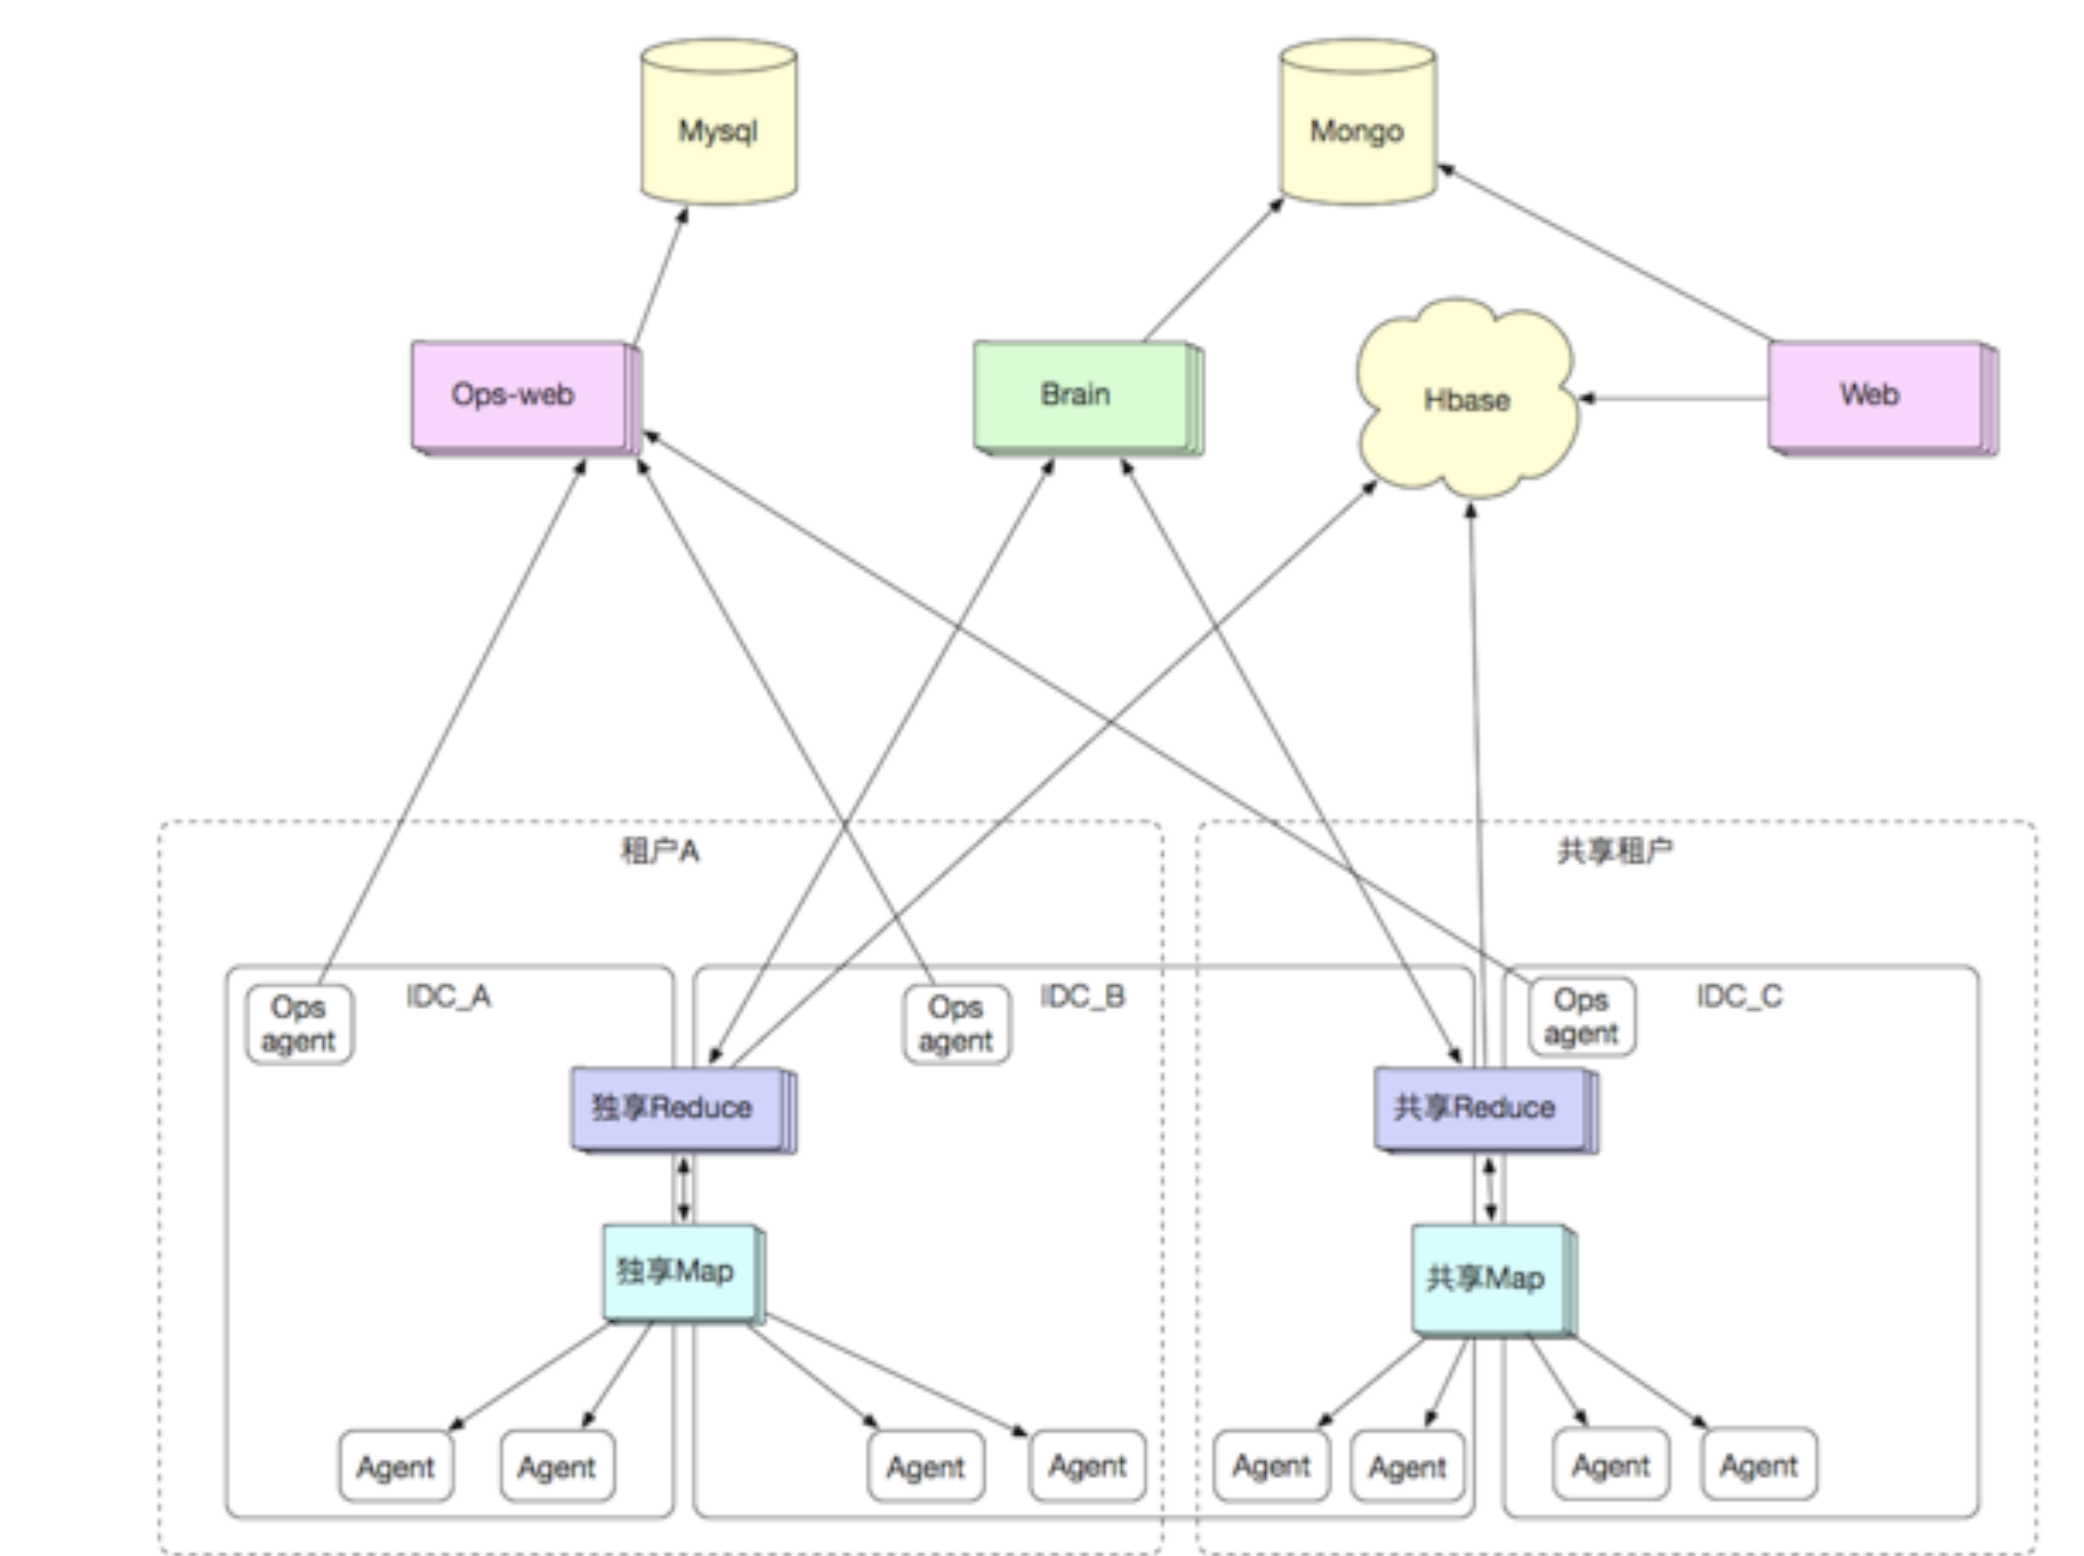 Mysql
Mongo
Ops-web
Brain
Hbase
Web
租户A
共享租户
Ops
agent
IDC_A
Ops
agent
IDC_B
Ops
agent
IDC_C
独享Reduce
共享Reduce
独享Map
共享Map
Agent
Agent
Agent
Agent
Agent
Agent
Agent
Agent